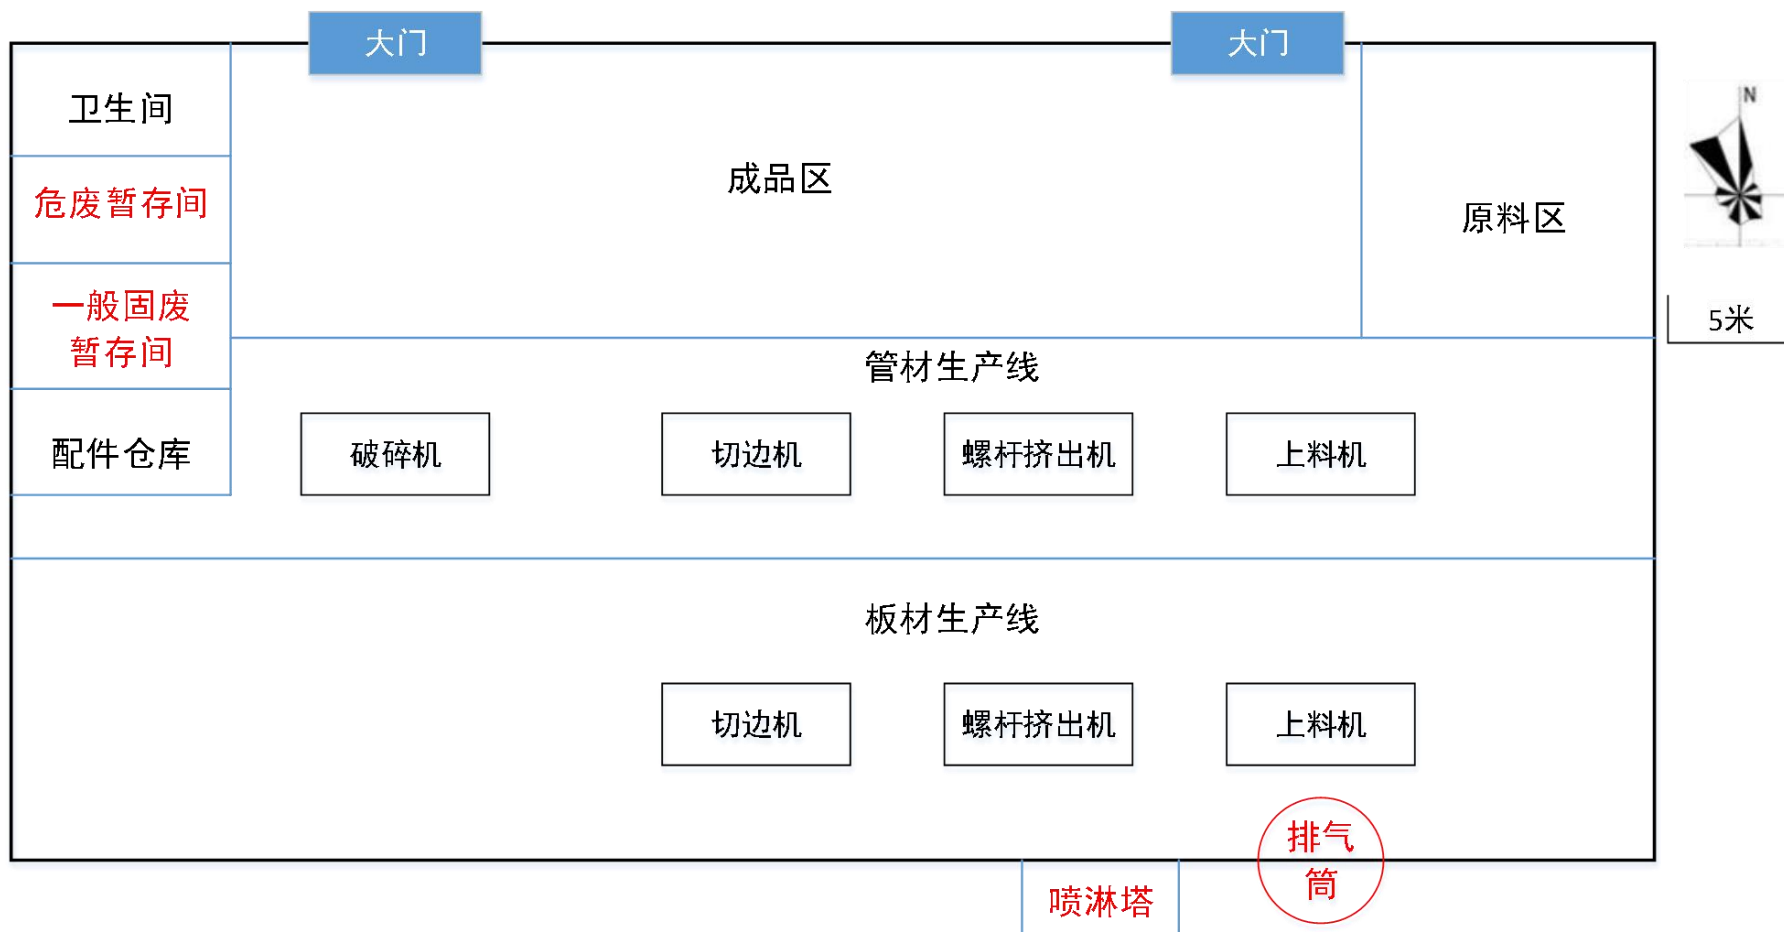 大门
大门
卫生间
N
危废暂存间
成品区
原料区
一般固废
暂存间
5米
管材生产线
配件仓库
破碎机
切边机
螺杆挤出机
上料机
板材生产线
切边机
螺杆挤出机
上料机
排气
筒
喷淋塔